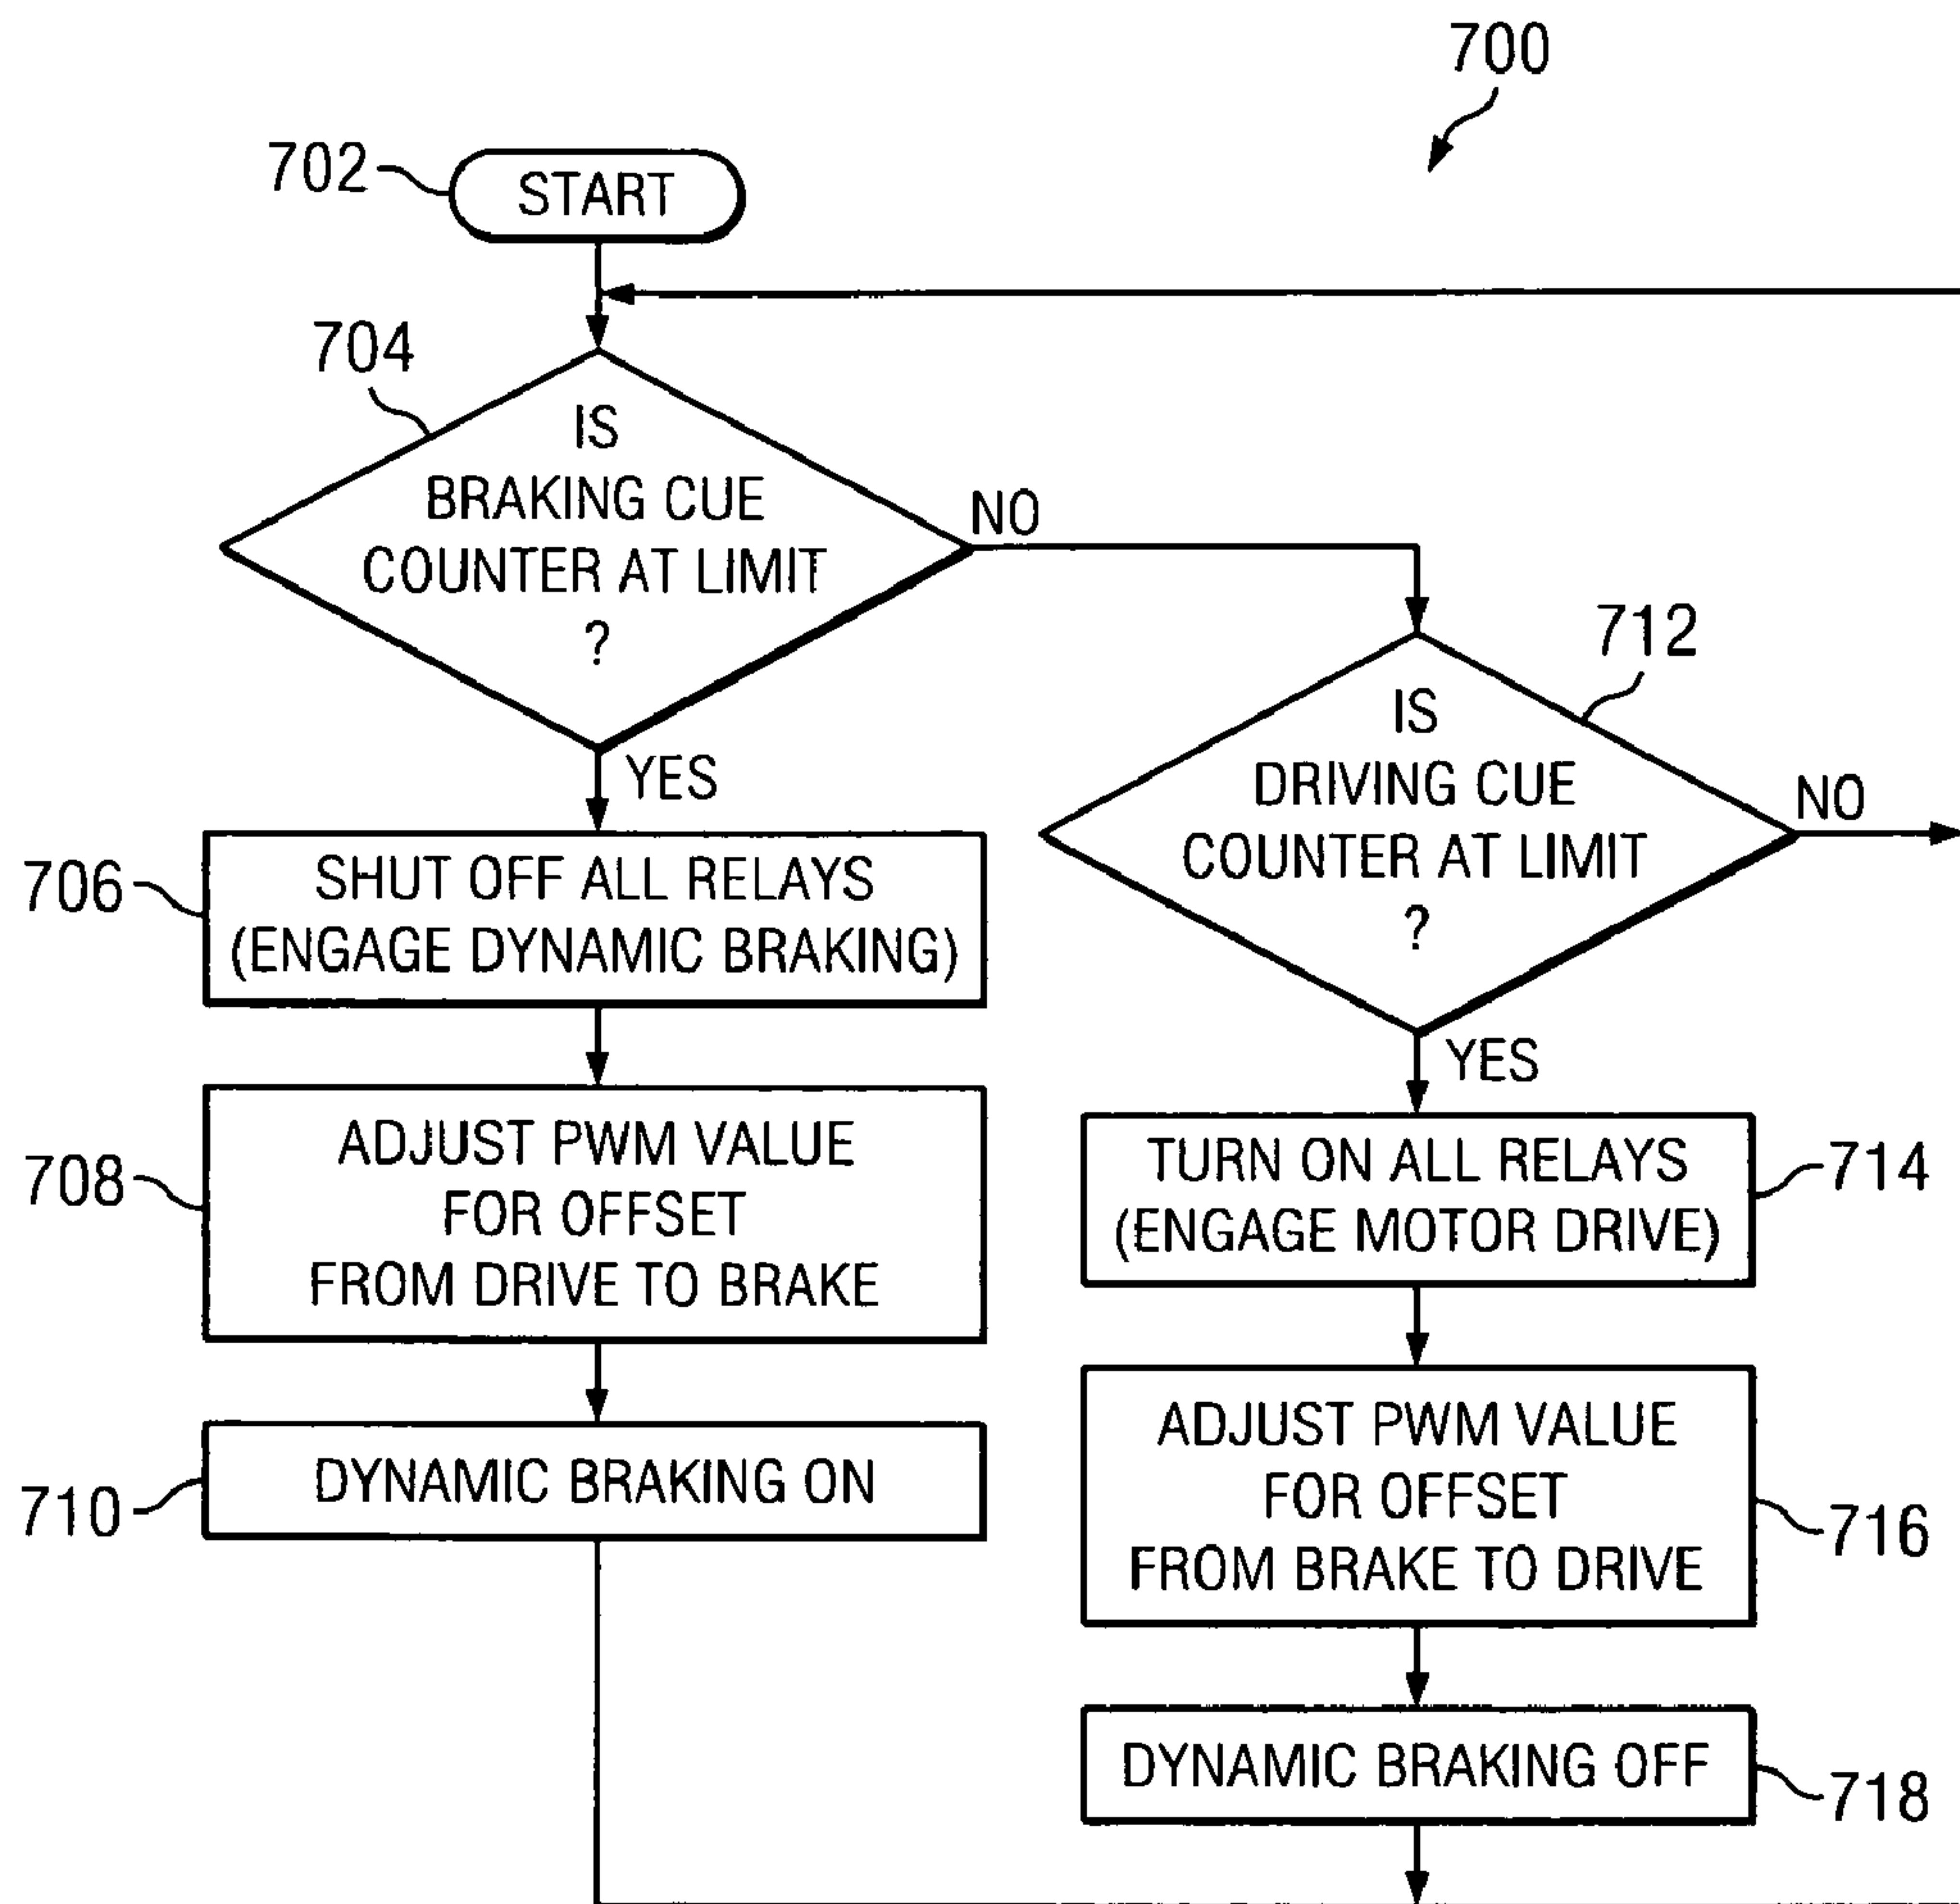 700
702
START
704
IS
BRAKING CUE
COUNTER AT LIMIT
?
NO
YES
706
SHUT OFF ALL RELAYS
(ENGAGE DYNAMIC BRAKING)
708
ADJUST PWM VALUE
FOR OFFSET
FROM DRIVE TO BRAKE
710
DYNAMIC BRAKING ON
712
IS
DRIVING CUE
COUNTER AT LIMIT
?
NO
YES
TURN ON ALL RELAYS
(ENGAGE MOTOR DRIVE)
714
ADJUST PWM VALUE
FOR OFFSET
FROM BRAKE TO DRIVE
716
DYNAMIC BRAKING OFF
718